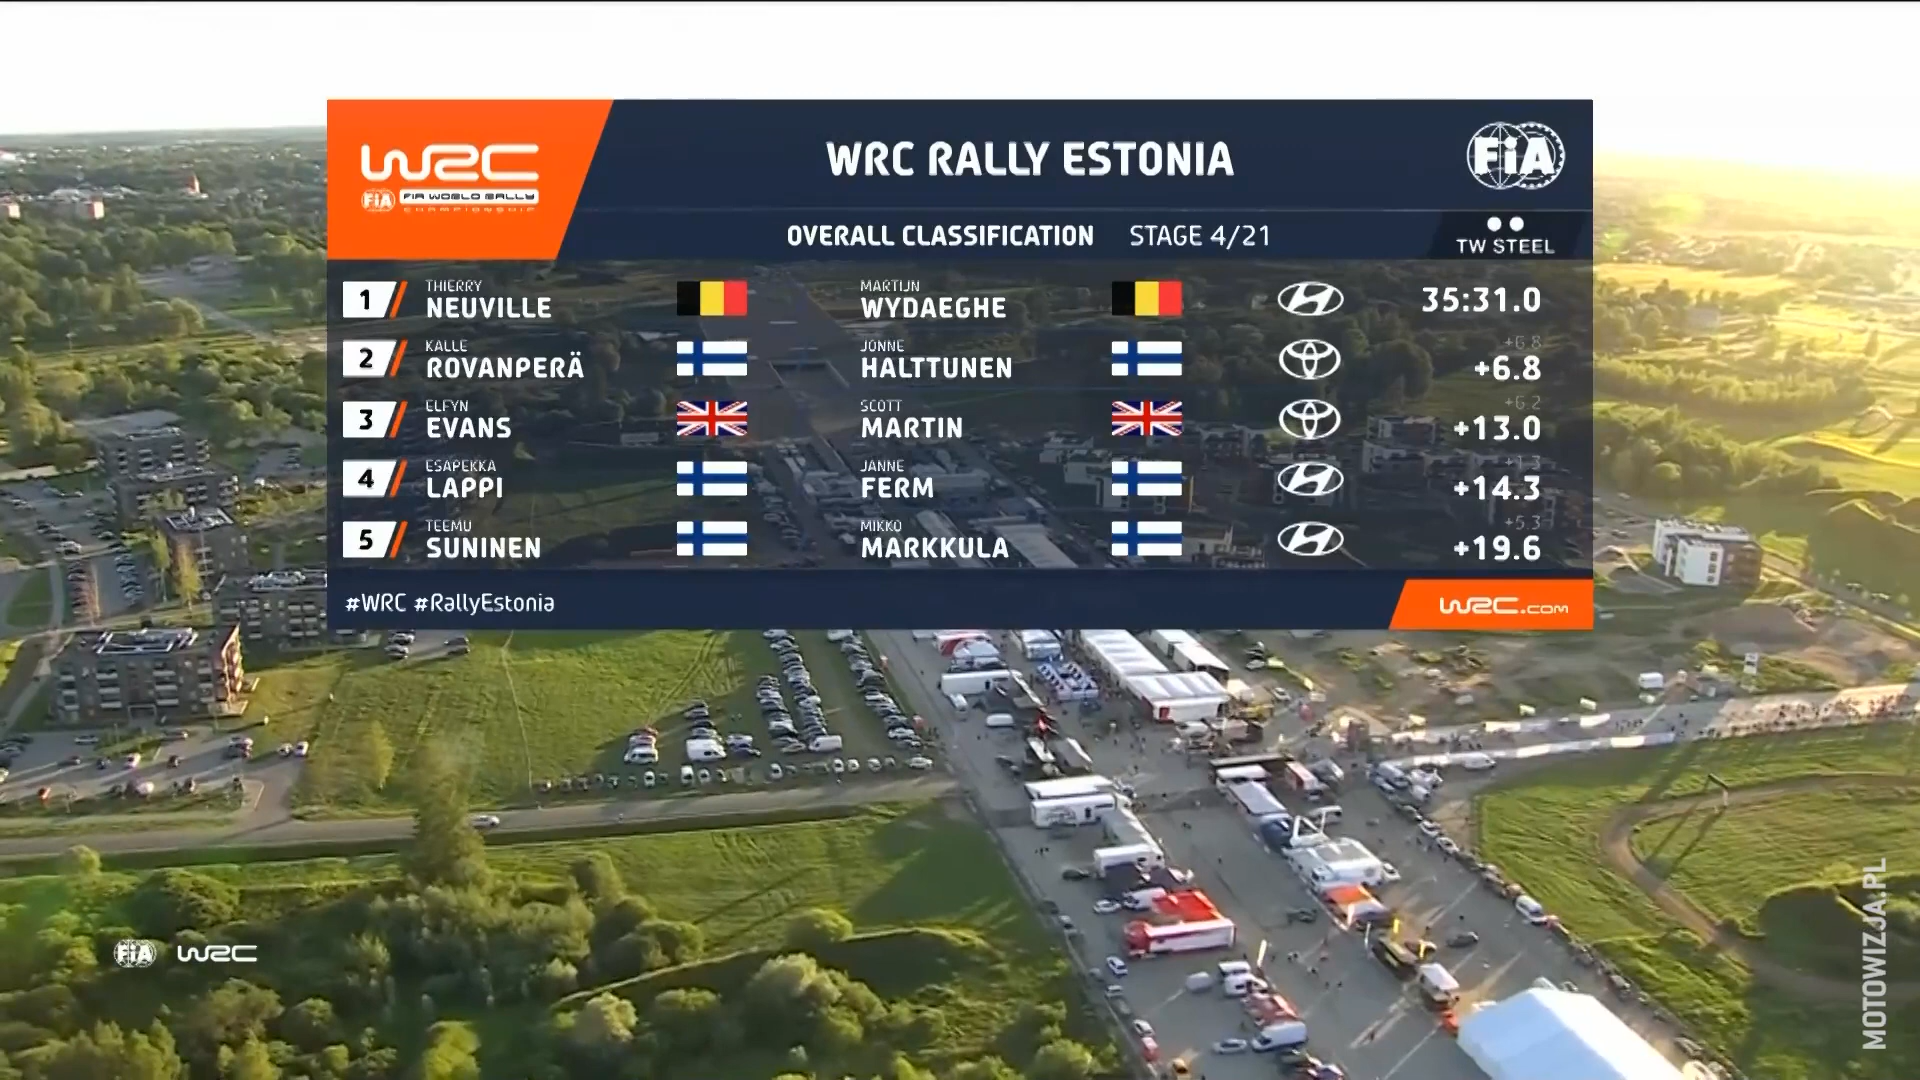 WRC
FIA FIA WORLD RALLY
CHAMPIONSHIP
WRC RALLY ESTONIA
FiA
OVERALL CLASSIFICATION STAGE 4/21
TW STEEL
1 THIERRY NEUVILLE MARTIJN WYDAEGHE 35:31.0
+6.8
2 KALLE ROVANPERÄ JONNE HALTTUNEN +6.8
+6.2
3 ELFYN EVANS SCOTT MARTIN +13.0
+1.3
4 ESAPEKKA LAPPI JANNE FERM +14.3
+5.3
5 TEEMU SUNINEN MIKKO MARKKULA +19.6
#WRC #RallyEstonia
WRC.COM
FiA WRC
MOTOWIZJA.PL